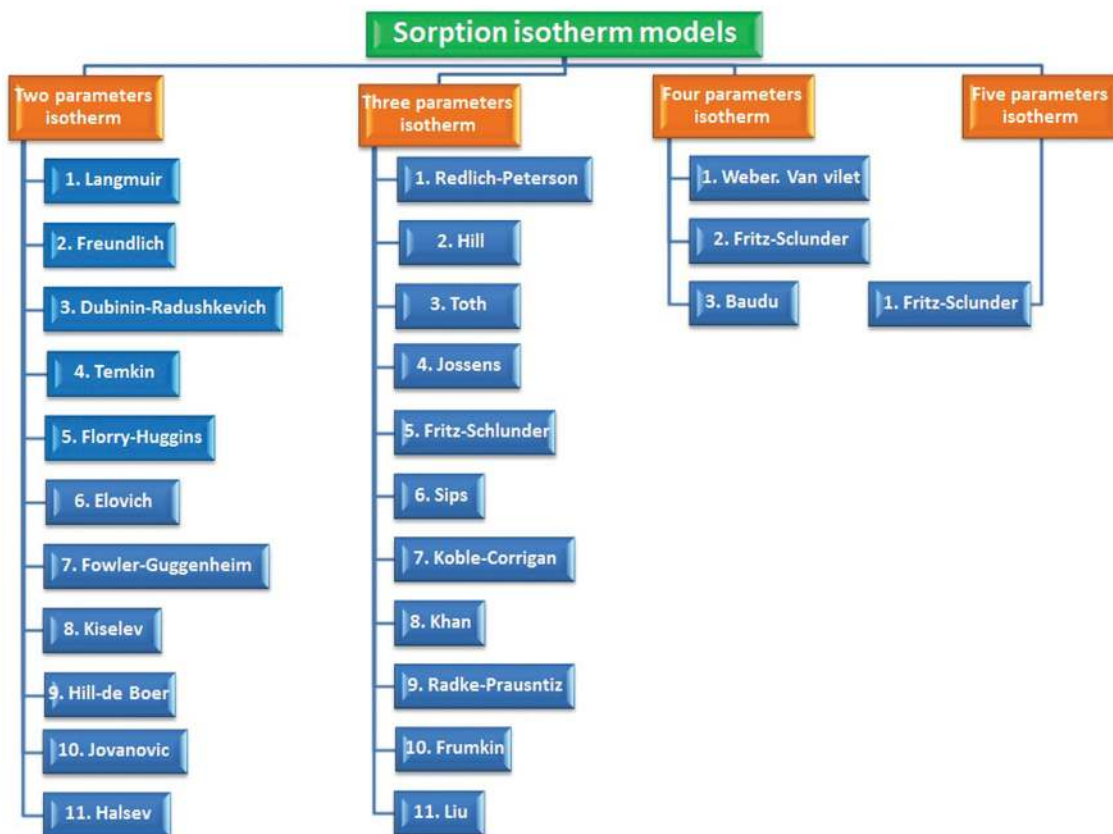 Sorption isotherm models
Two parameters
isotherm
1. Langmuir
2. Freundlich
3. Dubinin-Radushkevich
4. Temkin
5. Florry-Huggins
6. Elovich
7. Fowler-Guggenheim
8. Kiselev
9. Hill-de Boer
10. Jovanovic
11. Halsev
Three parameters
isotherm
1. Redlich-Peterson
2. Hill
3. Toth
4. Jossens
5. Fritz-Schlunder
6. Sips
7. Koble-Corrigan
8. Khan
9. Radke-Prausntiz
10. Frumkin
11. Liu
Four parameters
isotherm
1. Weber. Van vilet
2. Fritz-Sclunder
3. Baudu
Five parameters
isotherm
1. Fritz-Sclunder